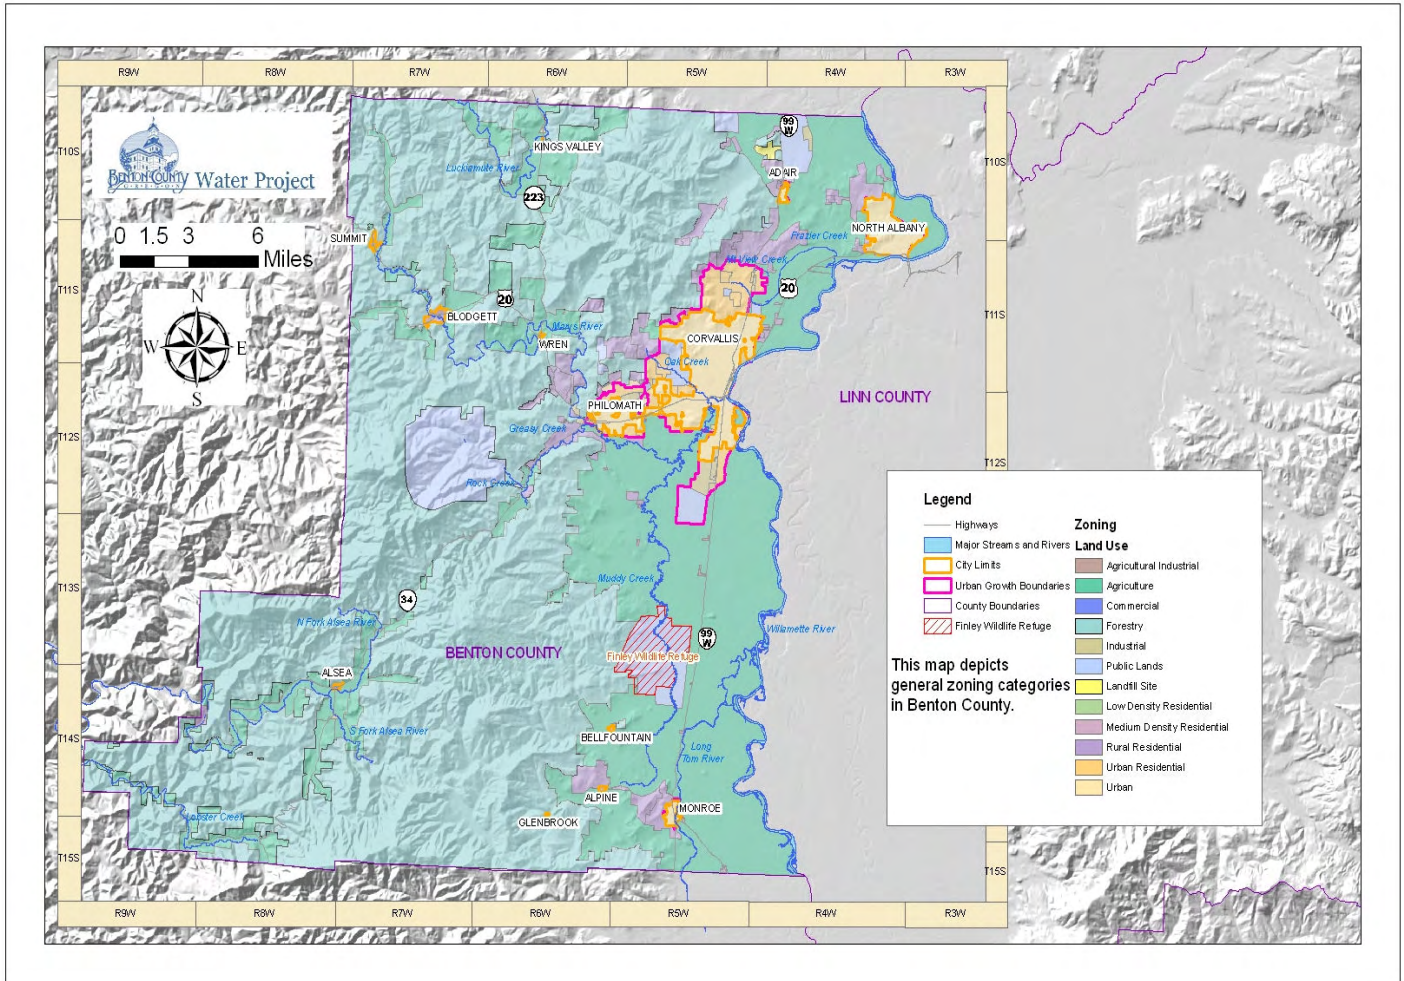 R9W R8W R7W R6W R5W R4W R3W
T10S
T11S
T12S
T13S
T14S
T15S
T10S
T11S
T12S
T15S
R9W R8W R7W R6W R5W R4W R3W
BENTON COUNTY
OREGON
Water Project
0 1.5 3 6
Miles
N
W E
S
KINGS VALLEY
Luckiamute River
223
99
W
ADAIR
SUMMIT
NORTH ALBANY
Frazier Creek
Mt View Creek
20
20
BLODGETT
Marys River
WREN
CORVALLIS
Oak Creek
LINN COUNTY
PHILOMATH
Greasy Creek
Rock Creek
Muddy Creek
34
N Fork Alsea River
Willamette River
99
W
BENTON COUNTY
Finley Wildlife Refuge
ALSEA
S Fork Alsea River
BELLFOUNTAIN
Long
Tom River
ALPINE
MONROE
GLENBROOK
Lobster Creek
Legend
Highways
Major Streams and Rivers
City Limits
Urban Growth Boundaries
County Boundaries
Finley Wildlife Refuge
Zoning
Land Use
Agricultural Industrial
Agriculture
Commercial
Forestry
Industrial
Public Lands
Landfill Site
Low Density Residential
Medium Density Residential
Rural Residential
Urban Residential
Urban
This map depicts
general zoning categories
in Benton County.